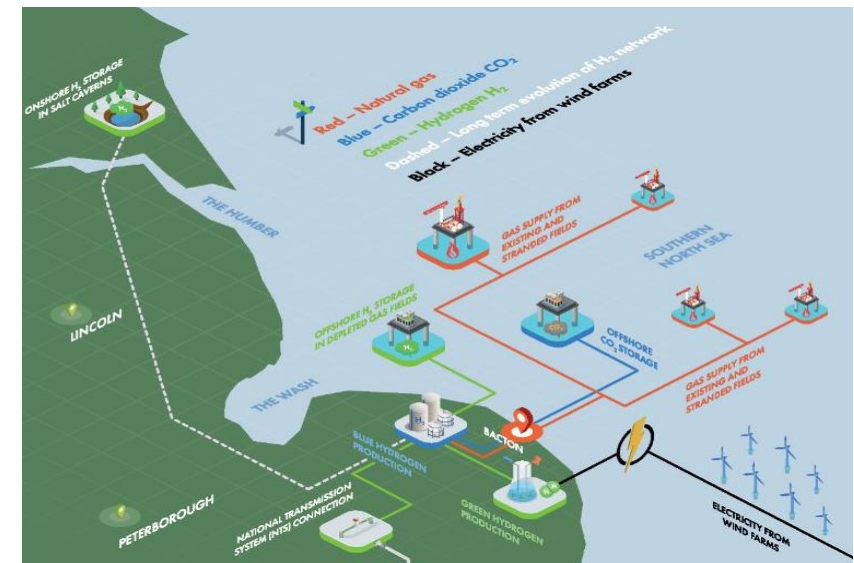 ONSHORE H₂ STORAGE
IN SALT CAVERNS
H₂
Red – Natural gas
Blue – Carbon dioxide CO₂
Green – Hydrogen H₂
Dashed – Long term evolution of H₂ network
Black – Electricity from wind farms
THE HUMBER
GAS SUPPLY FROM
EXISTING AND
STRANDED FIELDS
SOUTHERN
NORTH SEA
LINCOLN
OFFSHORE H₂ STORAGE
IN DEPLETED GAS FIELDS
H₂
CO₂
OFFSHORE
CO₂ STORAGE
GAS SUPPLY FROM
EXISTING AND
STRANDED FIELDS
THE WASH
H₂
BACTON
BLUE HYDROGEN
PRODUCTION
PETERBOROUGH
NATIONAL TRANSMISSION
SYSTEM (NTS) CONNECTION
GREEN HYDROGEN
PRODUCTION
ELECTRICITY FROM
WIND FARMS